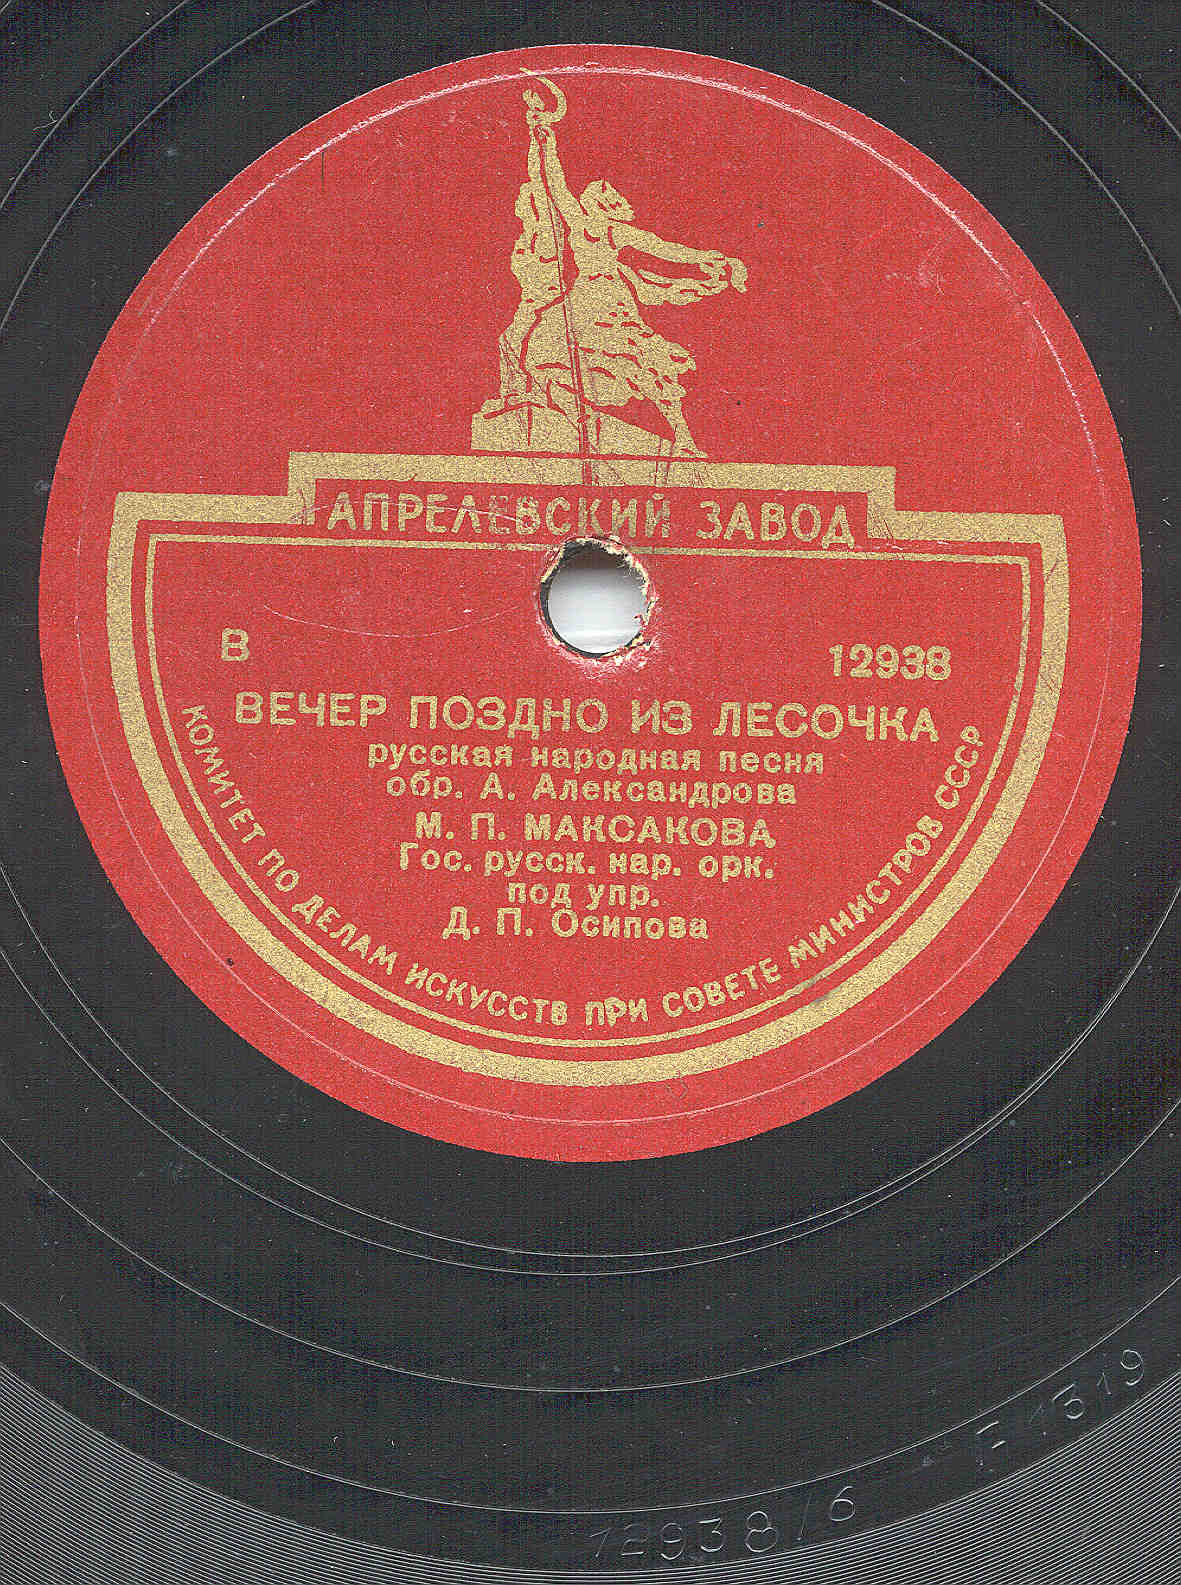 АПРЕЛЕВСКИЙ ЗАВОД
В 12938
ВЕЧЕР ПОЗДНО ИЗ ЛЕСОЧКА
русская народная песня
обр. А. Александрова
М. П. МАКСАКОВА
Гос. русск. нар. орк.
под упр.
Д. П. Осипова
КОМИТЕТ ПО ДЕЛАМ ИСКУССТВ ПРИ СОВЕТЕ МИНИСТРОВ СССР
12938/6 F 1319